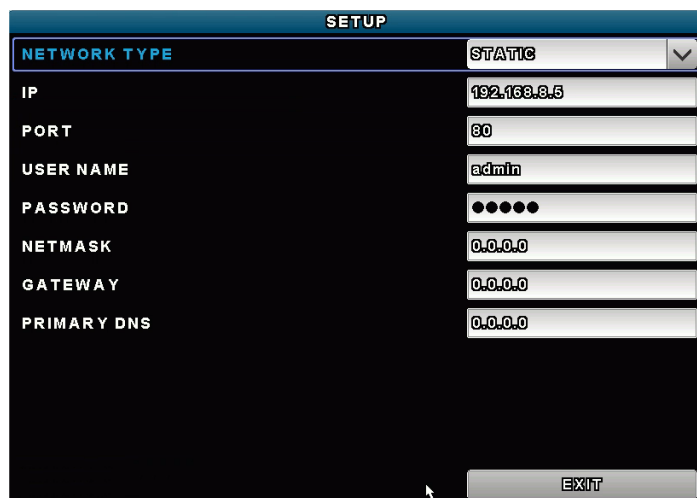 SETUP
NETWORK TYPE STATIC
IP 192.168.8.5
PORT 80
USER NAME admin
PASSWORD ●●●●●
NETMASK 0.0.0.0
GATEWAY 0.0.0.0
PRIMARY DNS 0.0.0.0
EXIT